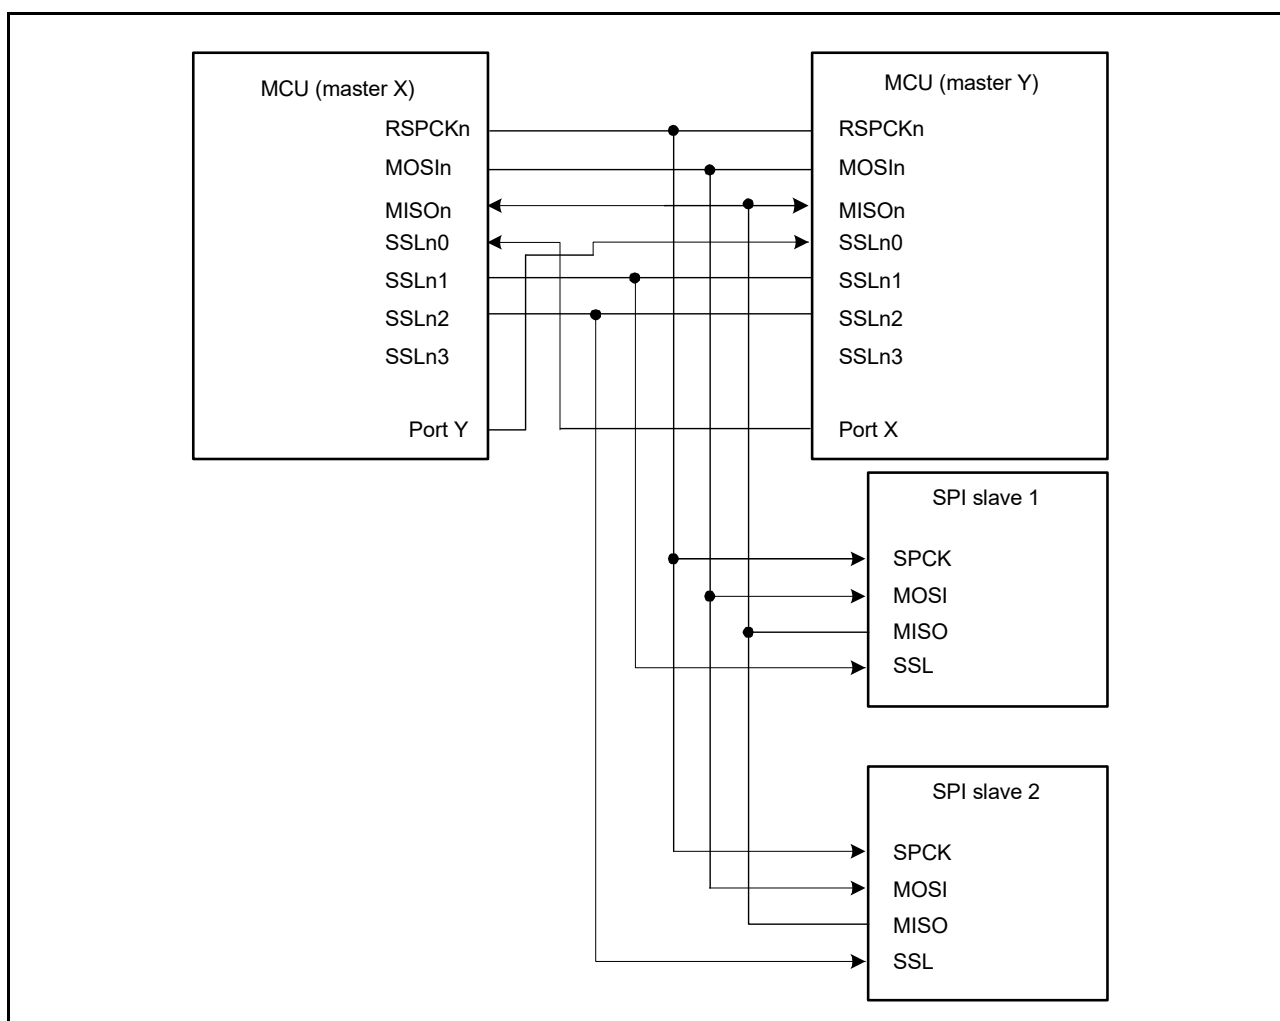 MCU (master X)
RSPCKn
MOSIn
MISOn
SSLn0
SSLn1
SSLn2
SSLn3
Port Y
MCU (master Y)
RSPCKn
MOSIn
MISOn
SSLn0
SSLn1
SSLn2
SSLn3
Port X
SPI slave 1
SPCK
MOSI
MISO
SSL
SPI slave 2
SPCK
MOSI
MISO
SSL